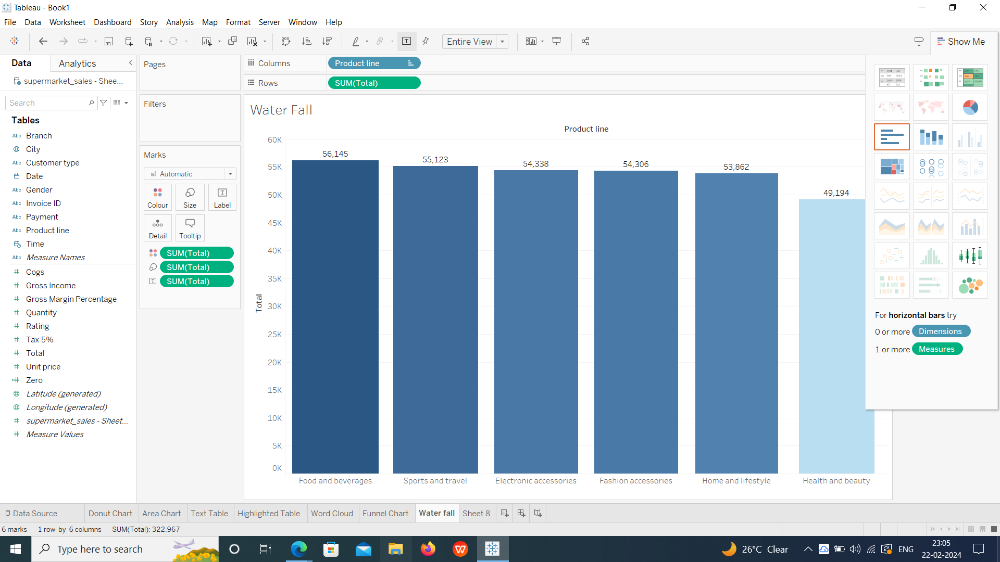 Tableau - Book1
File Data Worksheet Dashboard Story Analysis Map Format Server Window Help
Entire View
Show Me
Data Analytics
supermarket_sales - Shee...
Search
Tables
Abc Branch
City
Abc Customer type
Date
Abc Gender
Abc Invoice ID
Abc Payment
Abc Product line
Time
Abc Measure Names
Cogs
Gross Income
Gross Margin Percentage
Quantity
Rating
Tax 5%
Total
Unit price
Zero
Latitude (generated)
Longitude (generated)
supermarket_sales - Sheet...
Measure Values
Pages
Filters
Marks
Automatic
Colour Size Label
Detail Tooltip
SUM(Total)
SUM(Total)
SUM(Total)
Columns Product line
Rows SUM(Total)
Water Fall
Product line
Total
60K
55K
50K
45K
40K
35K
30K
25K
20K
15K
10K
5K
0K
56,145
55,123
54,338
54,306
53,862
49,194
Food and beverages Sports and travel Electronic accessories Fashion accessories Home and lifestyle Health and beauty
For horizontal bars try
0 or more Dimensions
1 or more Measures
Data Source Donut Chart Area Chart Text Table Highlighted Table Word Cloud Funnel Chart Water fall Sheet 8
6 marks 1 row by 6 columns SUM(Total): 322,967
Type here to search
26°C Clear
ENG
23:05
22-02-2024